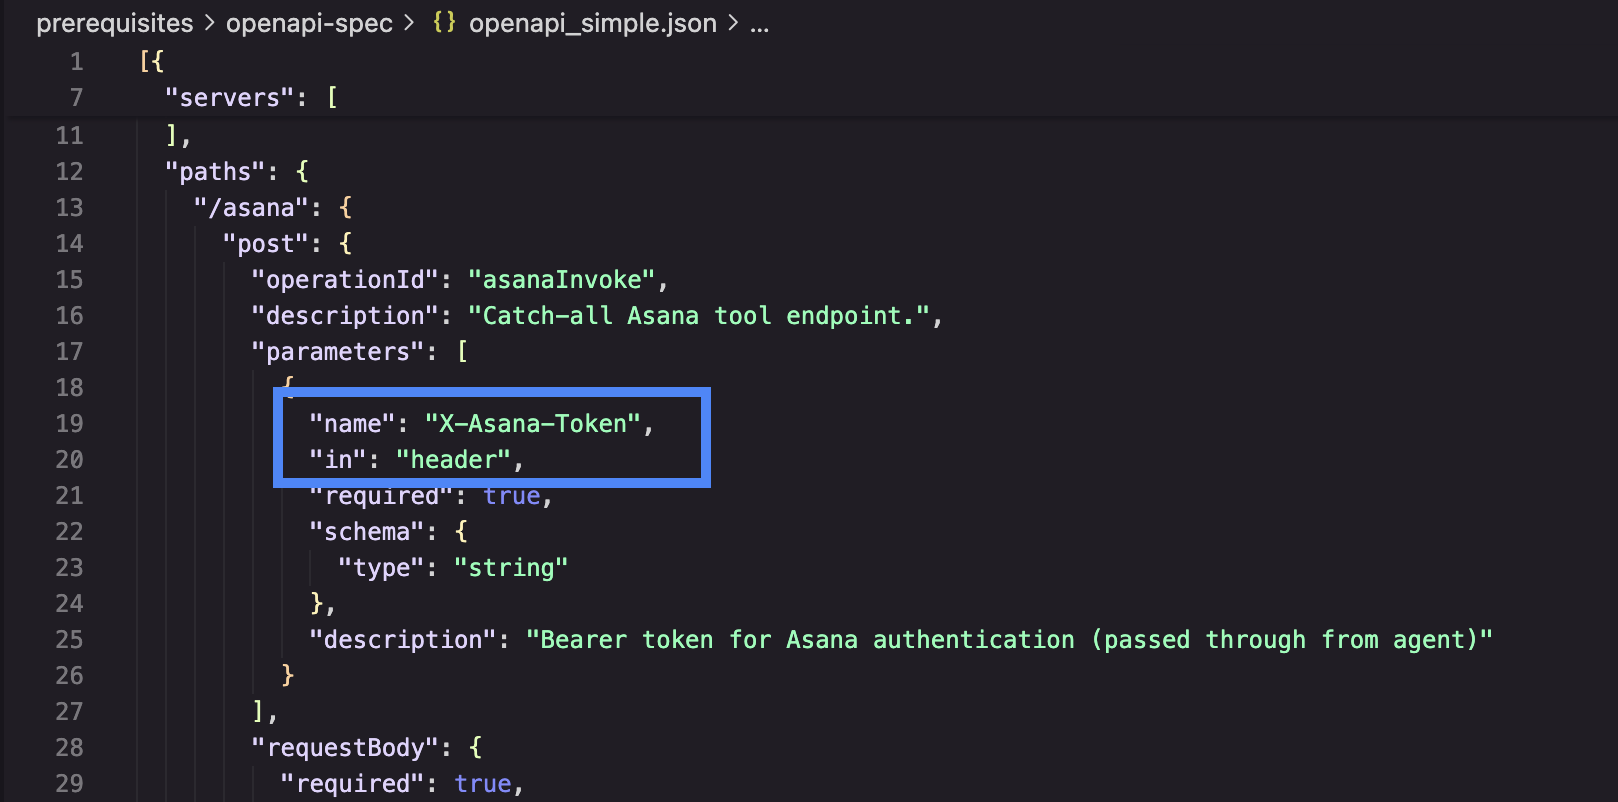 prerequisites > openapi-spec > {} openapi_simple.json > ...
1 [{
7 "servers": [
11 ],
12 "paths": {
13 "/asana": {
14 "post": {
15 "operationId": "asanaInvoke",
16 "description": "Catch-all Asana tool endpoint.",
17 "parameters": [
18 {
19 "name": "X-Asana-Token",
20 "in": "header",
21 "required": true,
22 "schema": {
23 "type": "string"
24 },
25 "description": "Bearer token for Asana authentication (passed through from agent)"
26 }
27 ],
28 "requestBody": {
29 "required": true,